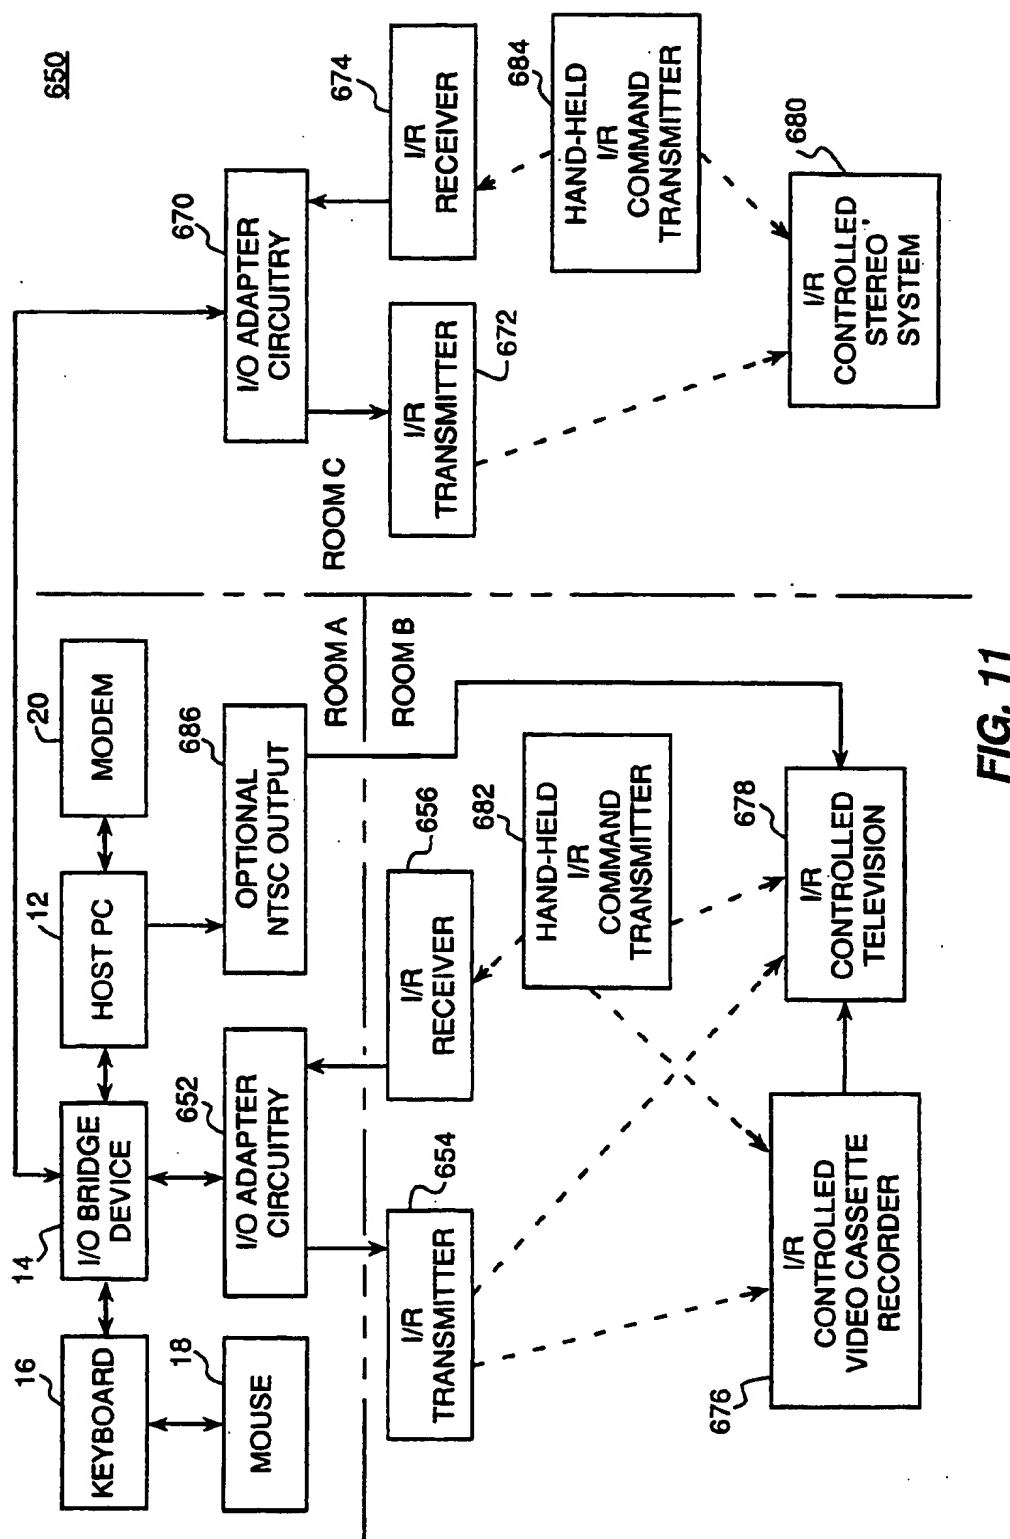 650
16
KEYBOARD
14
I/O BRIDGE
DEVICE
12
HOST PC
20
MODEM
18
MOUSE
652
I/O ADAPTER
CIRCUITRY
686
OPTIONAL
NTSC OUTPUT
ROOM A
ROOM B
ROOM C
654
I/R
TRANSMITTER
656
I/R
RECEIVER
682
HAND-HELD
I/R
COMMAND
TRANSMITTER
676
I/R
CONTROLLED
VIDEO CASSETTE
RECORDER
678
I/R
CONTROLLED
TELEVISION
670
I/O ADAPTER
CIRCUITRY
672
I/R
TRANSMITTER
674
I/R
RECEIVER
684
HAND-HELD
I/R
COMMAND
TRANSMITTER
680
I/R
CONTROLLED
STEREO
SYSTEM
FIG. 11